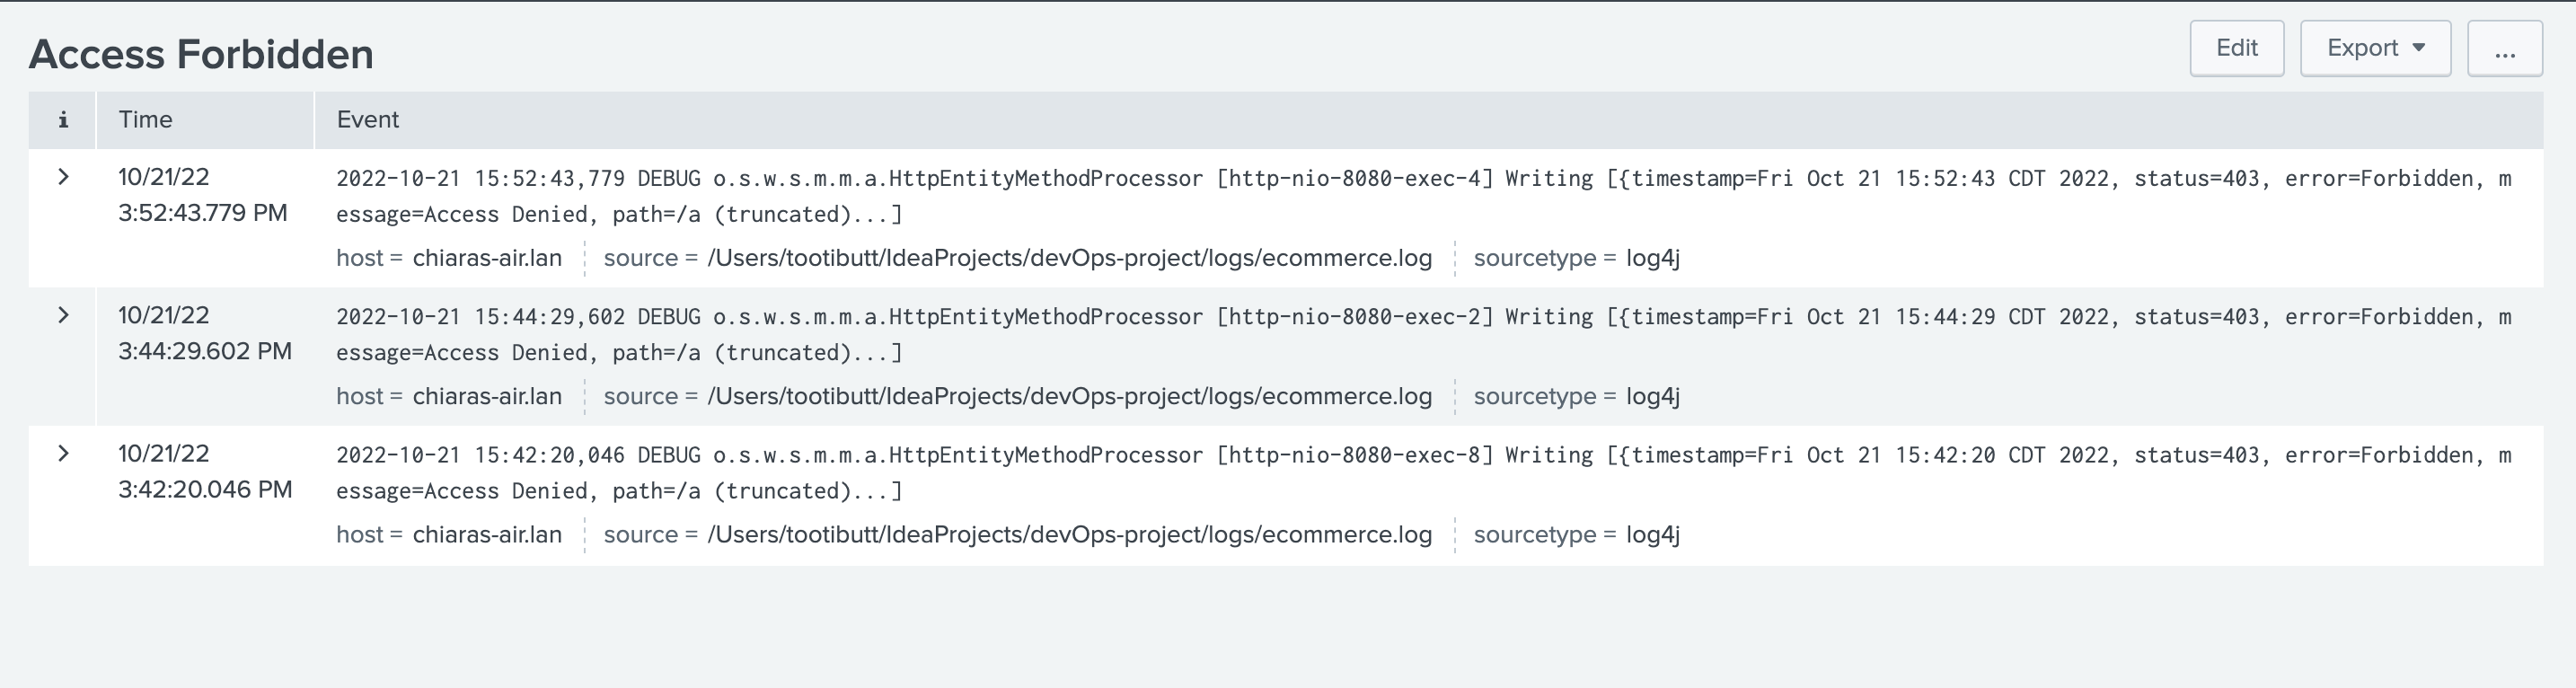 Access Forbidden
Edit
Export
...
i
Time
Event
10/21/22
3:52:43.779 PM
2022-10-21 15:52:43,779 DEBUG o.s.w.s.m.m.a.HttpEntityMethodProcessor [http-nio-8080-exec-4] Writing [{timestamp=Fri Oct 21 15:52:43 CDT 2022, status=403, error=Forbidden, m
essage=Access Denied, path=/a (truncated)...]
host = chiaras-air.lan source = /Users/tootibutt/IdeaProjects/devOps-project/logs/ecommerce.log sourcetype = log4j
10/21/22
3:44:29.602 PM
2022-10-21 15:44:29,602 DEBUG o.s.w.s.m.m.a.HttpEntityMethodProcessor [http-nio-8080-exec-2] Writing [{timestamp=Fri Oct 21 15:44:29 CDT 2022, status=403, error=Forbidden, m
essage=Access Denied, path=/a (truncated)...]
host = chiaras-air.lan source = /Users/tootibutt/IdeaProjects/devOps-project/logs/ecommerce.log sourcetype = log4j
10/21/22
3:42:20.046 PM
2022-10-21 15:42:20,046 DEBUG o.s.w.s.m.m.a.HttpEntityMethodProcessor [http-nio-8080-exec-8] Writing [{timestamp=Fri Oct 21 15:42:20 CDT 2022, status=403, error=Forbidden, m
essage=Access Denied, path=/a (truncated)...]
host = chiaras-air.lan source = /Users/tootibutt/IdeaProjects/devOps-project/logs/ecommerce.log sourcetype = log4j